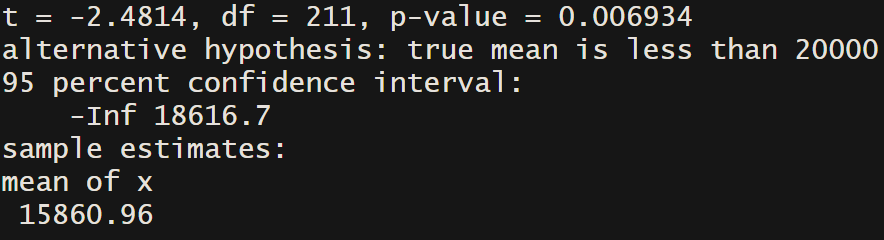 t = -2.4814, df = 211, p-value = 0.006934
alternative hypothesis: true mean is less than 20000
95 percent confidence interval:
    -Inf 18616.7
sample estimates:
mean of x
 15860.96